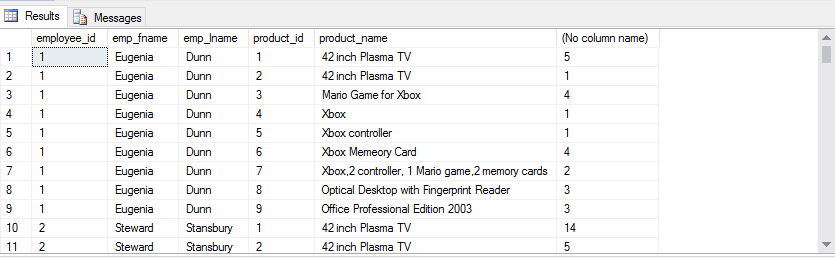 Results Messages
employee_id emp_fname emp_lname product_id product_name (No column name)
1 1 Eugenia Dunn 1 42 inch Plasma TV 5
2 1 Eugenia Dunn 2 42 inch Plasma TV 1
3 1 Eugenia Dunn 3 Mario Game for Xbox 4
4 1 Eugenia Dunn 4 Xbox 1
5 1 Eugenia Dunn 5 Xbox controller 1
6 1 Eugenia Dunn 6 Xbox Memeory Card 4
7 1 Eugenia Dunn 7 Xbox,2 controller, 1 Mario game,2 memory cards 2
8 1 Eugenia Dunn 8 Optical Desktop with Fingerprint Reader 3
9 1 Eugenia Dunn 9 Office Professional Edition 2003 3
10 2 Steward Stansbury 1 42 inch Plasma TV 14
11 2 Steward Stansbury 2 42 inch Plasma TV 5